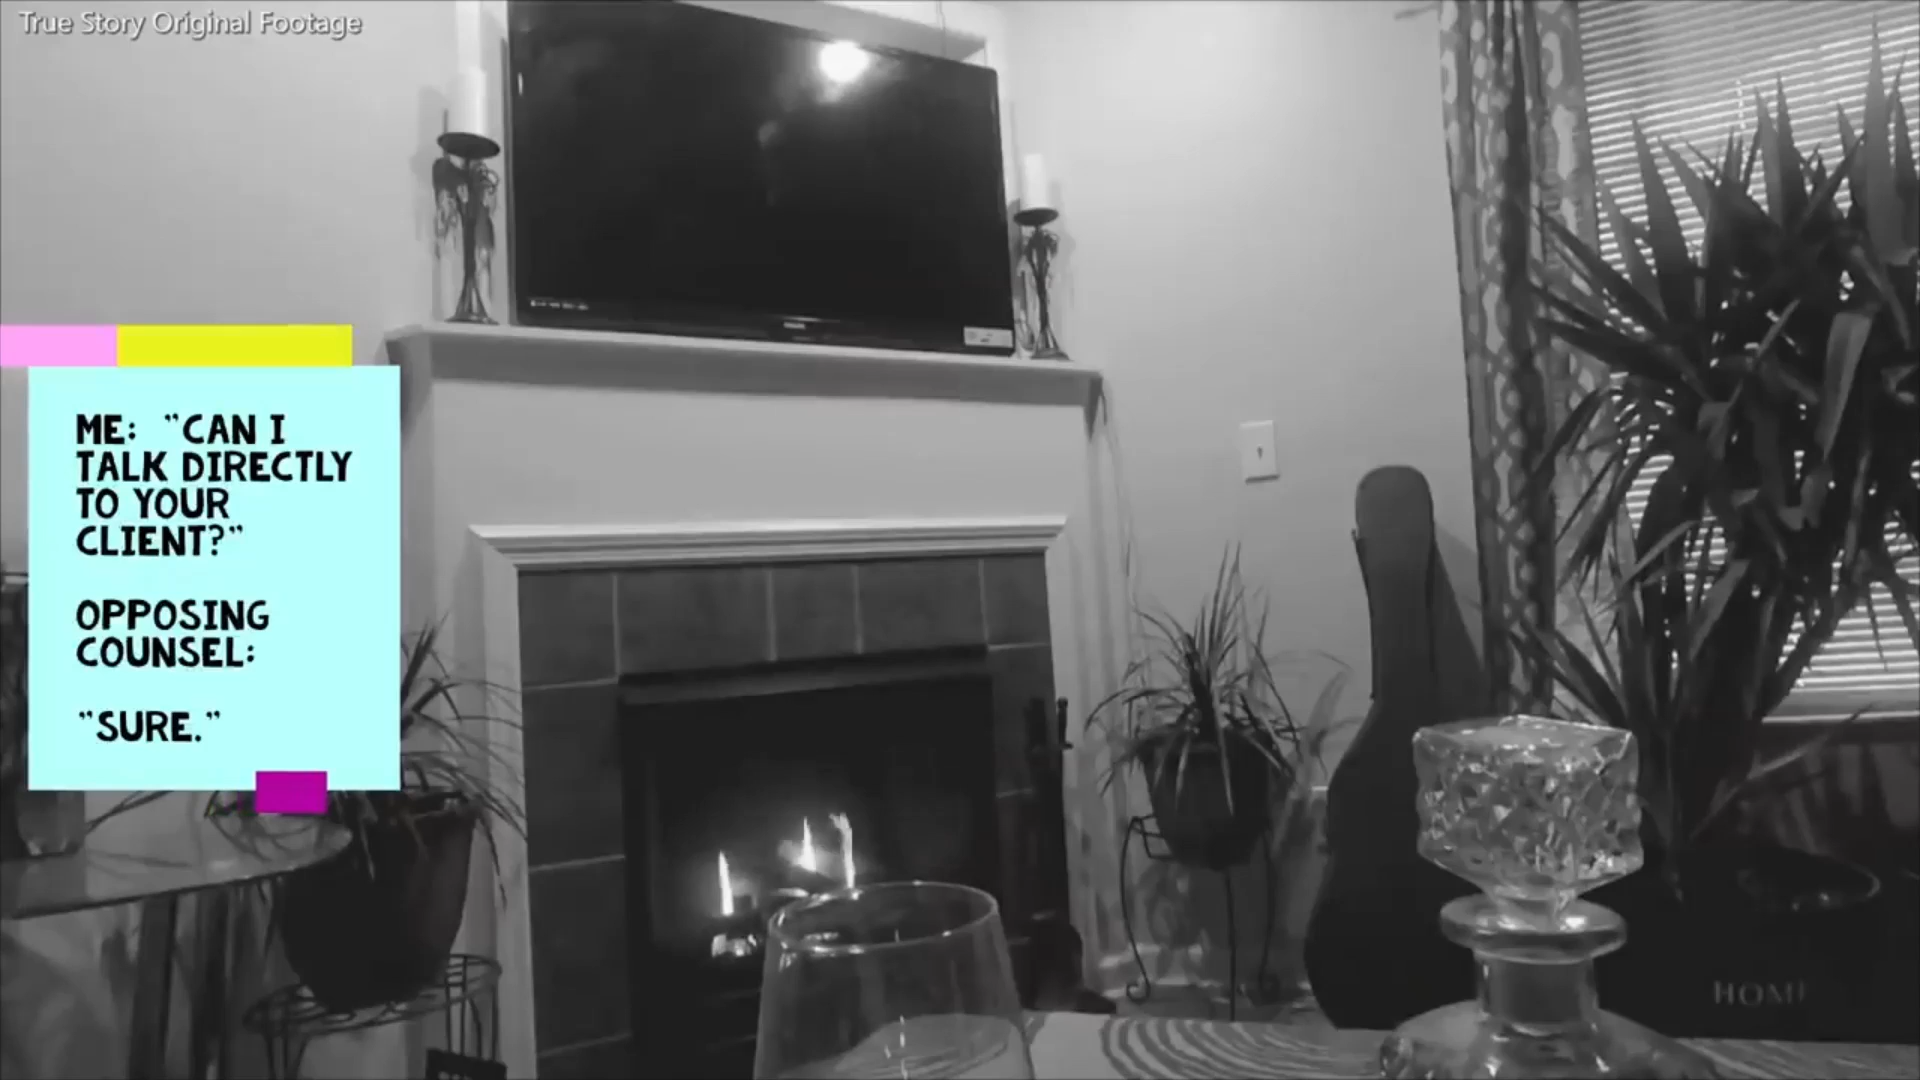 True Story Original Footage
ME: "CAN I
TALK DIRECTLY
TO YOUR
CLIENT?"
OPPOSING
COUNSEL:
"SURE."
HOME